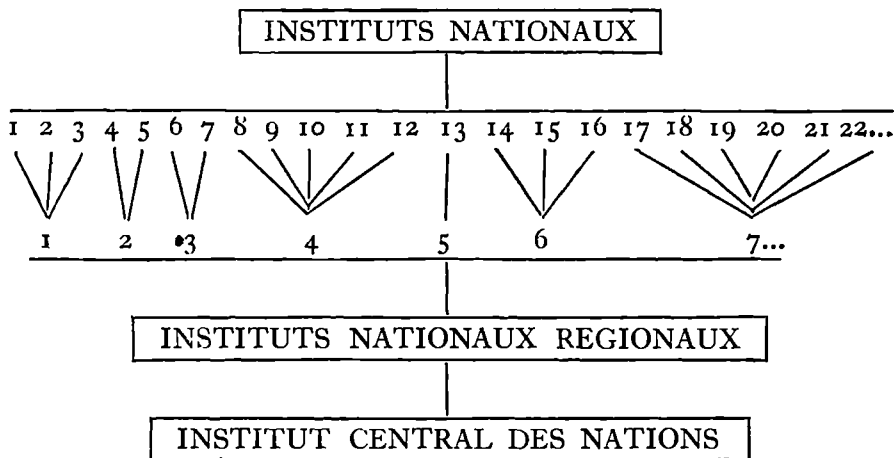 INSTITUTS NATIONAUX
1 2 3 4 5 6 7 8 9 10 11 12 13 14 15 16 17 18 19 20 21 22...
1 2 3 4 5 6 7...
INSTITUTS NATIONAUX REGIONAUX
INSTITUT CENTRAL DES NATIONS